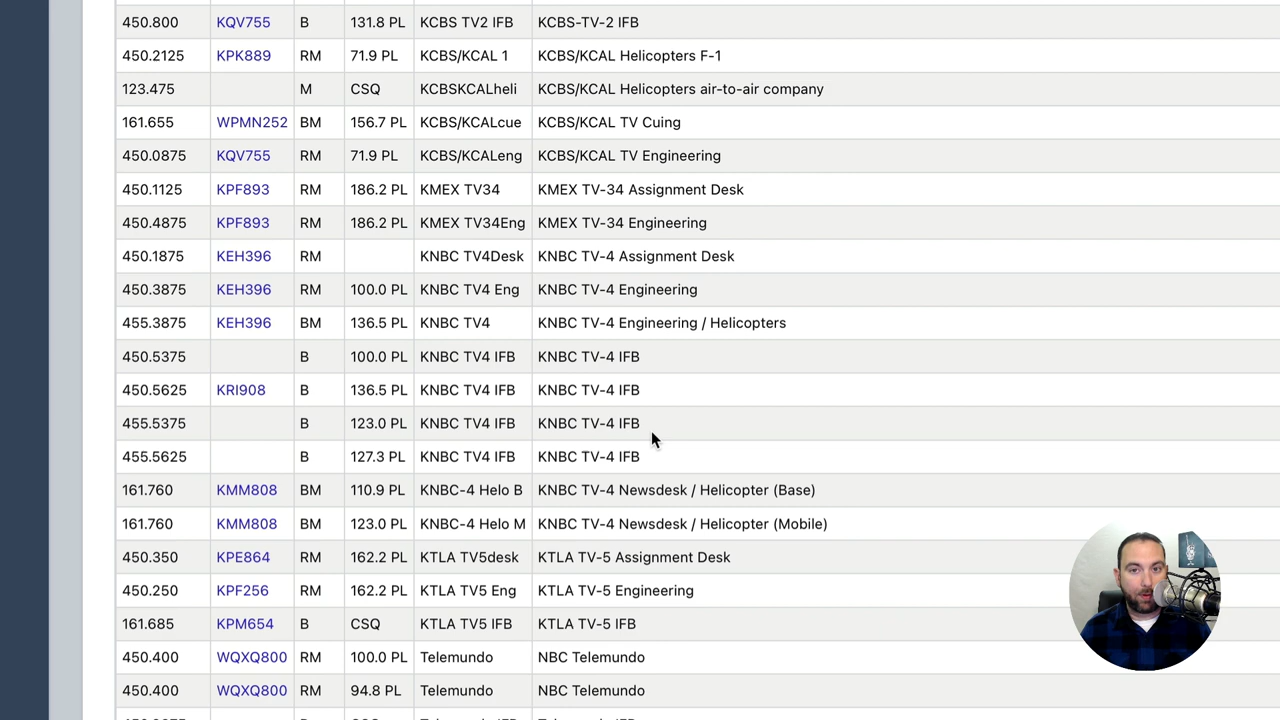 450.800 KQV755 B 131.8 PL KCBS TV2 IFB KCBS-TV-2 IFB
450.2125 KPK889 RM 71.9 PL KCBS/KCAL 1 KCBS/KCAL Helicopters F-1
123.475 M CSQ KCBSKCALheli KCBS/KCAL Helicopters air-to-air company
161.655 WPMN252 BM 156.7 PL KCBS/KCALcue KCBS/KCAL TV Cuing
450.0875 KQV755 RM 71.9 PL KCBS/KCALeng KCBS/KCAL TV Engineering
450.1125 KPF893 RM 186.2 PL KMEX TV34 KMEX TV-34 Assignment Desk
450.4875 KPF893 RM 186.2 PL KMEX TV34Eng KMEX TV-34 Engineering
450.1875 KEH396 RM KNBC TV4Desk KNBC TV-4 Assignment Desk
450.3875 KEH396 RM 100.0 PL KNBC TV4 Eng KNBC TV-4 Engineering
455.3875 KEH396 BM 136.5 PL KNBC TV4 KNBC TV-4 Engineering / Helicopters
450.5375 B 100.0 PL KNBC TV4 IFB KNBC TV-4 IFB
450.5625 KRI908 B 136.5 PL KNBC TV4 IFB KNBC TV-4 IFB
455.5375 B 123.0 PL KNBC TV4 IFB KNBC TV-4 IFB
455.5625 B 127.3 PL KNBC TV4 IFB KNBC TV-4 IFB
161.760 KMM808 BM 110.9 PL KNBC-4 Helo B KNBC TV-4 Newsdesk / Helicopter (Base)
161.760 KMM808 BM 123.0 PL KNBC-4 Helo M KNBC TV-4 Newsdesk / Helicopter (Mobile)
450.350 KPE864 RM 162.2 PL KTLA TV5desk KTLA TV-5 Assignment Desk
450.250 KPF256 RM 162.2 PL KTLA TV5 Eng KTLA TV-5 Engineering
161.685 KPM654 B CSQ KTLA TV5 IFB KTLA TV-5 IFB
450.400 WQXQ800 RM 100.0 PL Telemundo NBC Telemundo
450.400 WQXQ800 RM 94.8 PL Telemundo NBC Telemundo